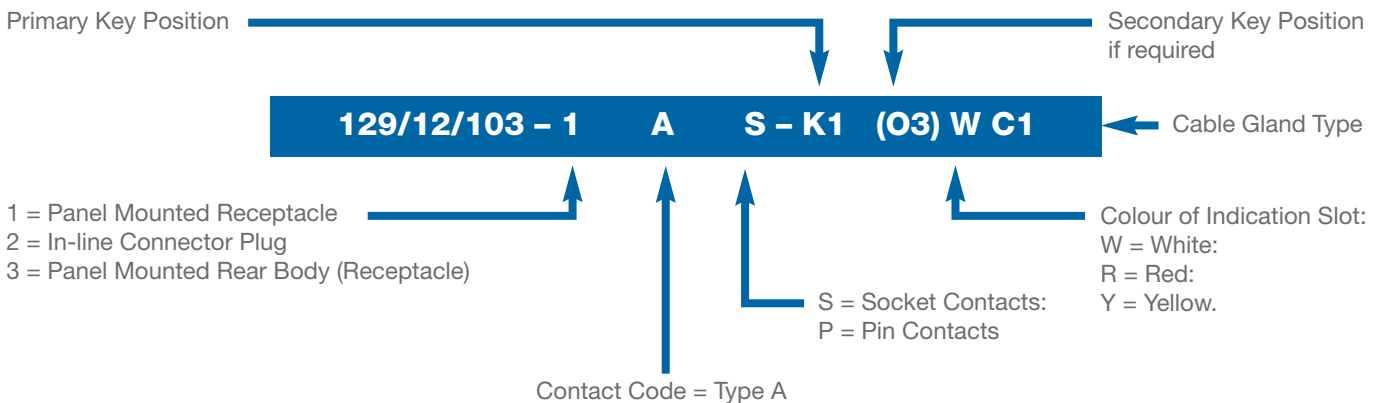 Primary Key Position
Secondary Key Position
if required
129/12/103 – 1 A S – K1 (O3) W C1
Cable Gland Type
1 = Panel Mounted Receptacle
2 = In-line Connector Plug
3 = Panel Mounted Rear Body (Receptacle)
Colour of Indication Slot:
W = White:
R = Red:
Y = Yellow.
S = Socket Contacts:
P = Pin Contacts
Contact Code = Type A